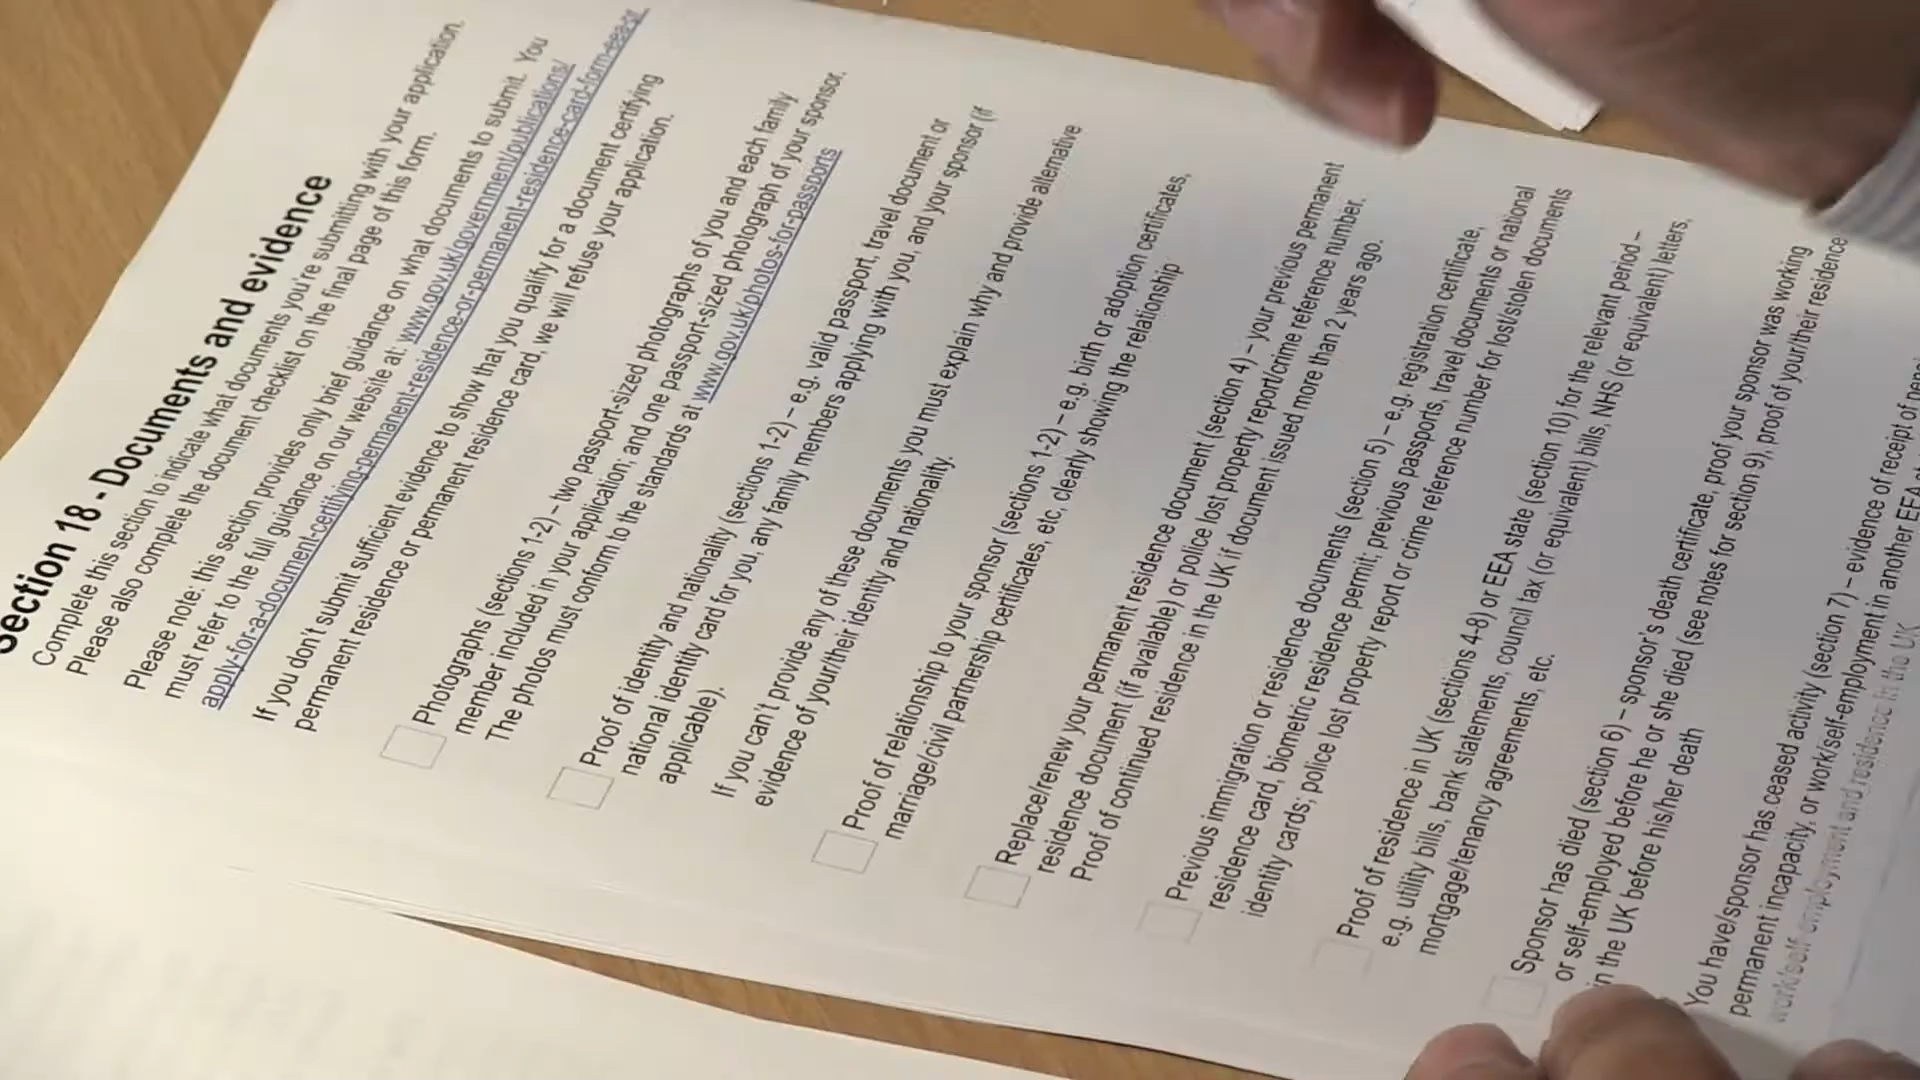 Section 18 - Documents and evidence
Complete this section to indicate what documents you're submitting with your application.
Please also complete the document checklist on the final page of this form.
Please note: this section provides only brief guidance on what documents to submit. You
must refer to the full guidance on our website at: www.gov.uk/government/publications/
apply-for-a-document-certifying-permanent-residence-or-permanent-residence-card-form-eea-pr.
If you don't submit sufficient evidence to show that you qualify for a document certifying
permanent residence or permanent residence card, we will refuse your application.
Photographs (sections 1-2) – two passport-sized photographs of you and each family
member included in your application; and one passport-sized photograph of your sponsor.
The photos must conform to the standards at www.gov.uk/photos-for-passports
Proof of identity and nationality (sections 1-2) – e.g. valid passport, travel document or
national identity card for you, any family members applying with you, and your sponsor (if
applicable).
If you can't provide any of these documents you must explain why and provide alternative
evidence of your/their identity and nationality.
Proof of relationship to your sponsor (sections 1-2) – e.g. birth or adoption certificates,
marriage/civil partnership certificates, etc, clearly showing the relationship
Replace/renew your permanent residence document (section 4) – your previous permanent
residence document (if available) or police lost property report/crime reference number.
Proof of continued residence in the UK if document issued more than 2 years ago.
Previous immigration or residence documents (section 5) – e.g. registration certificate,
residence card, biometric residence permit; previous passports, travel documents or national
identity cards; police lost property report or crime reference number for lost/stolen documents
Proof of residence in UK (sections 4-8) or EEA state (section 10) for the relevant period –
e.g. utility bills, bank statements, council tax (or equivalent) bills, NHS (or equivalent) letters,
mortgage/tenancy agreements, etc.
Sponsor has died (section 6) – sponsor's death certificate, proof your sponsor was working
or self-employed before he or she died (see notes for section 9), proof of your/their residence
in the UK before his/her death
You have/sponsor has ceased activity (section 7) – evidence of receipt of
permanent incapacity, or work/self-employment in another EEA
work/self-employment and residence in the UK